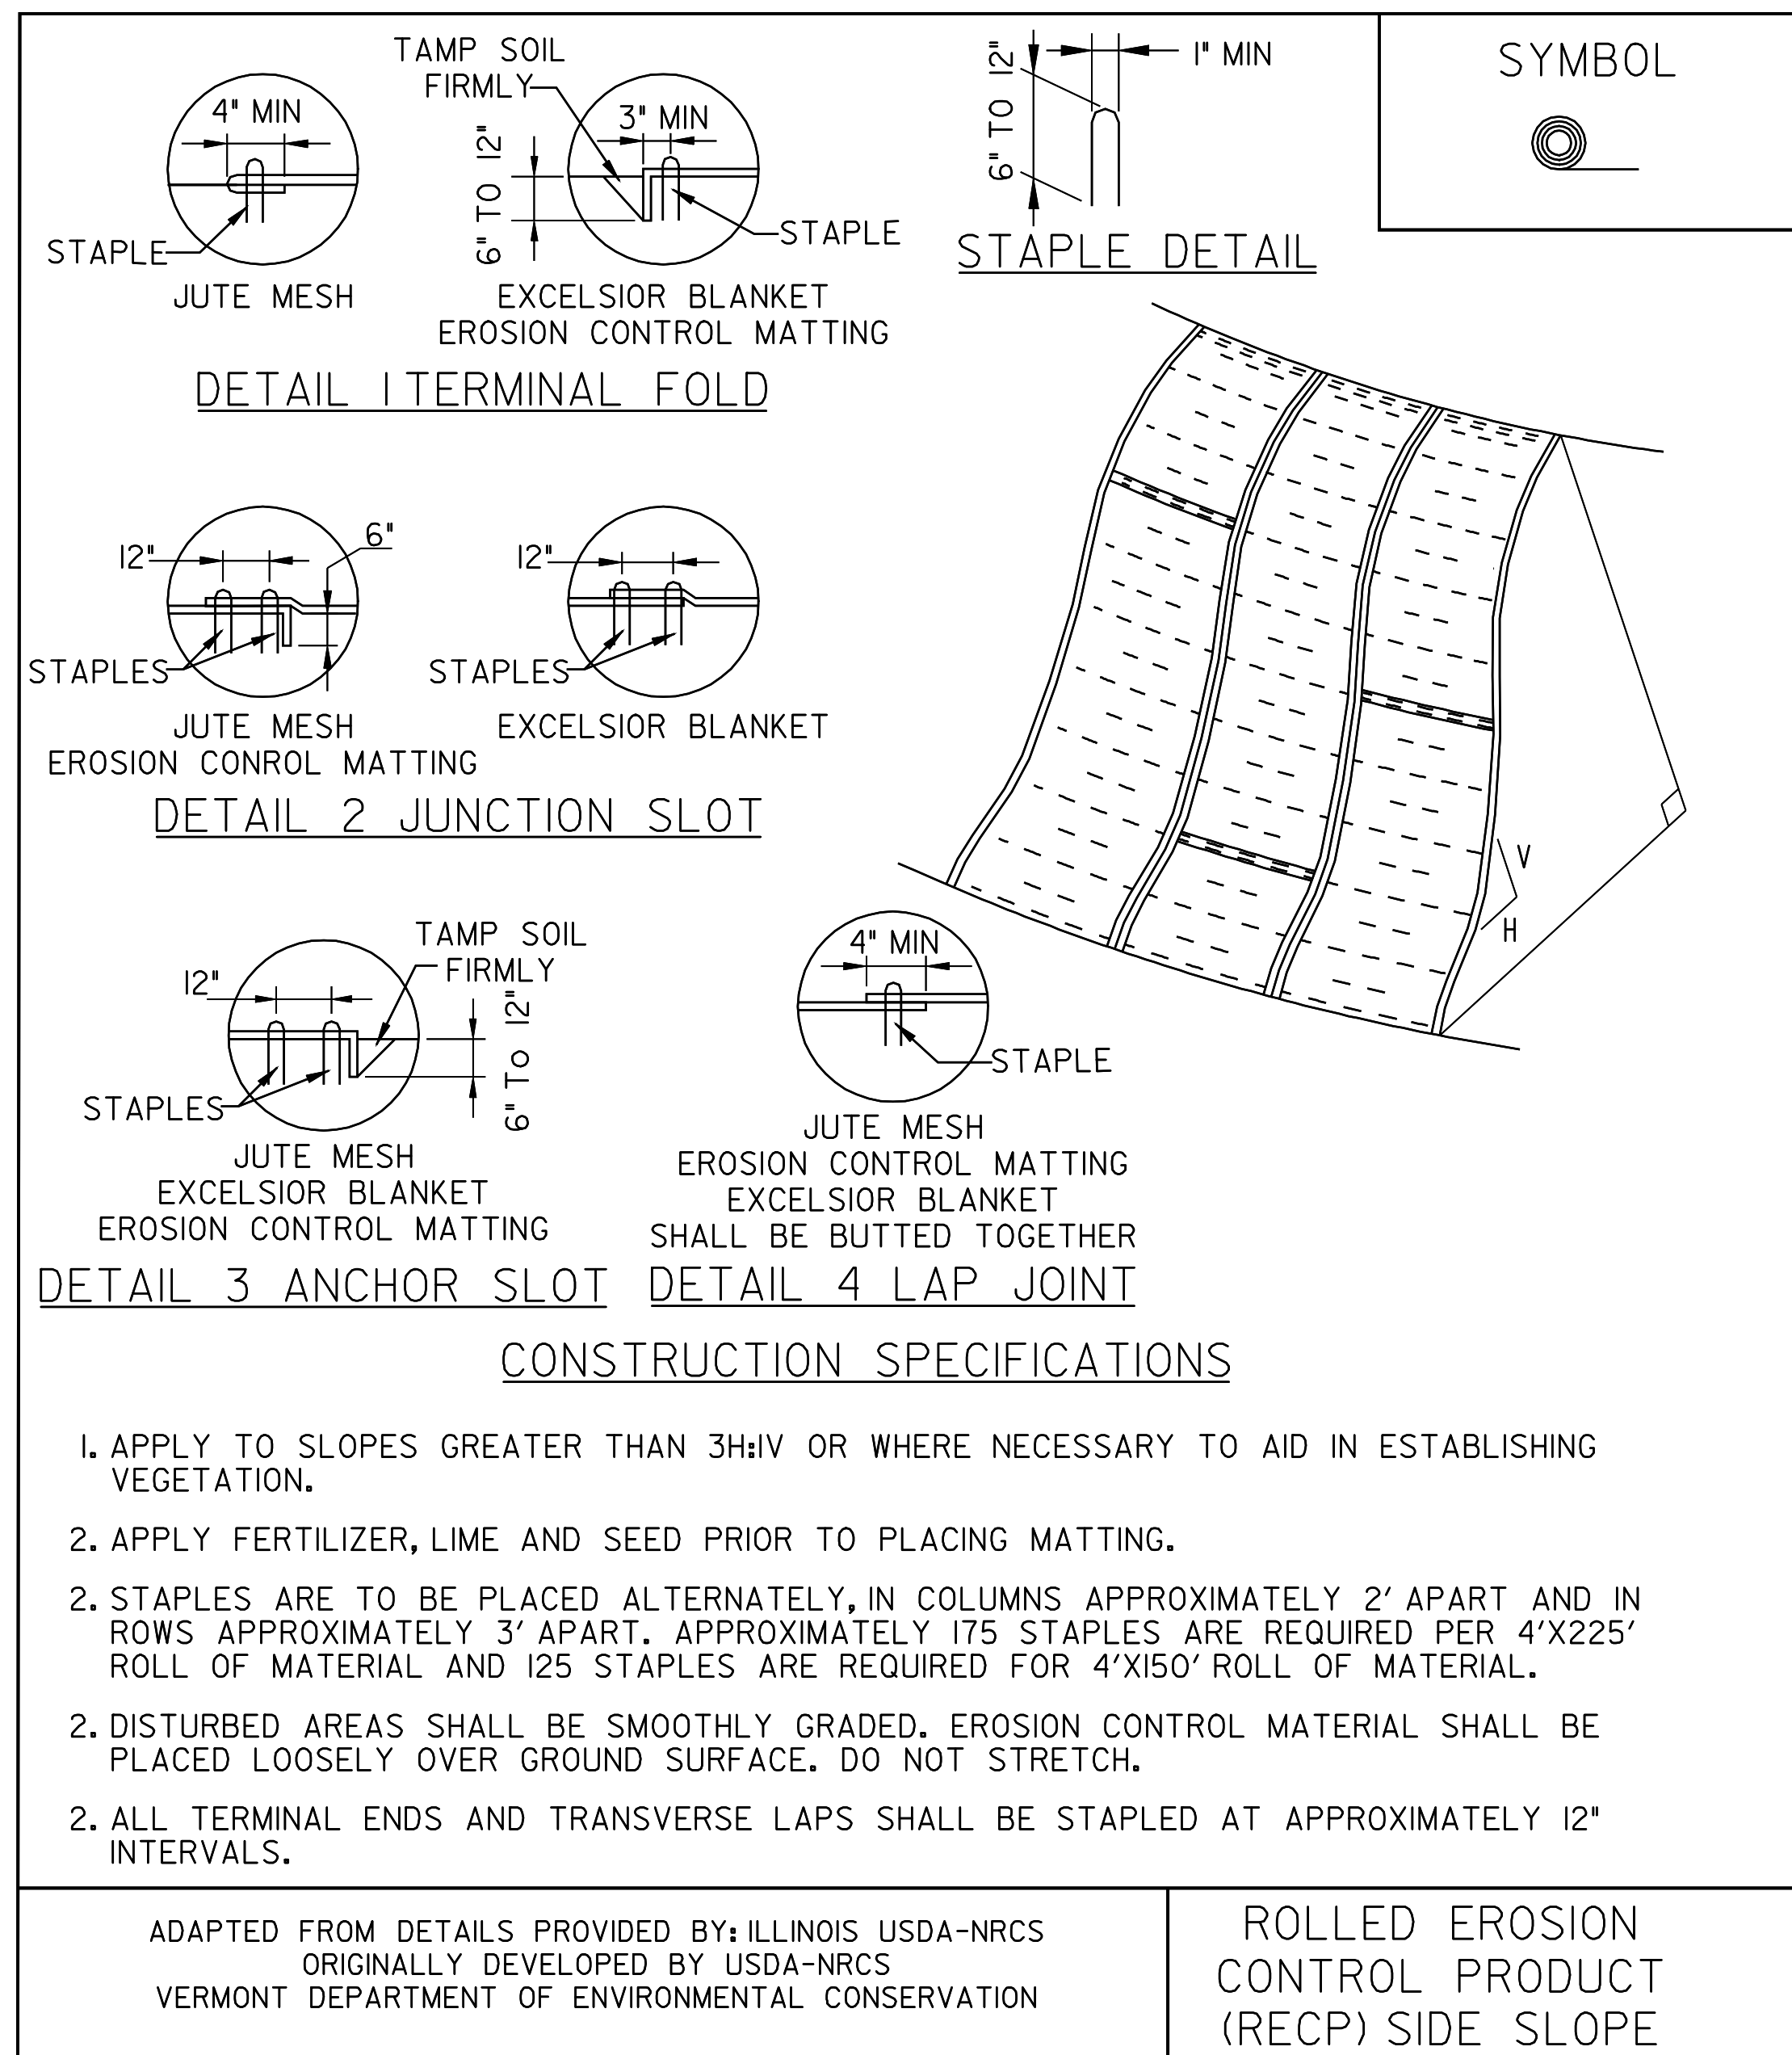 TAMP SOIL
FIRMLY
4" MIN
3" MIN
6" TO 12"
STAPLE
STAPLE
JUTE MESH
EXCELSIOR BLANKET
EROSION CONTROL MATTING
DETAIL 1 TERMINAL FOLD
6" TO 12"
1" MIN
STAPLE DETAIL
SYMBOL
12"
6"
STAPLES
JUTE MESH
EROSION CONROL MATTING
12"
STAPLES
EXCELSIOR BLANKET
DETAIL 2 JUNCTION SLOT
V
H
TAMP SOIL
FIRMLY
12"
6" TO 12"
STAPLES
JUTE MESH
EXCELSIOR BLANKET
EROSION CONTROL MATTING
DETAIL 3 ANCHOR SLOT
4" MIN
STAPLE
JUTE MESH
EROSION CONTROL MATTING
EXCELSIOR BLANKET
SHALL BE BUTTED TOGETHER
DETAIL 4 LAP JOINT
CONSTRUCTION SPECIFICATIONS
1. APPLY TO SLOPES GREATER THAN 3H:1V OR WHERE NECESSARY TO AID IN ESTABLISHING
VEGETATION.
2. APPLY FERTILIZER, LIME AND SEED PRIOR TO PLACING MATTING.
2. STAPLES ARE TO BE PLACED ALTERNATELY, IN COLUMNS APPROXIMATELY 2' APART AND IN
ROWS APPROXIMATELY 3' APART. APPROXIMATELY 175 STAPLES ARE REQUIRED PER 4'X225'
ROLL OF MATERIAL AND 125 STAPLES ARE REQUIRED FOR 4'X150' ROLL OF MATERIAL.
2. DISTURBED AREAS SHALL BE SMOOTHLY GRADED. EROSION CONTROL MATERIAL SHALL BE
PLACED LOOSELY OVER GROUND SURFACE. DO NOT STRETCH.
2. ALL TERMINAL ENDS AND TRANSVERSE LAPS SHALL BE STAPLED AT APPROXIMATELY 12"
INTERVALS.
ADAPTED FROM DETAILS PROVIDED BY: ILLINOIS USDA-NRCS
ORIGINALLY DEVELOPED BY USDA-NRCS
VERMONT DEPARTMENT OF ENVIRONMENTAL CONSERVATION
ROLLED EROSION
CONTROL PRODUCT
(RECP) SIDE SLOPE